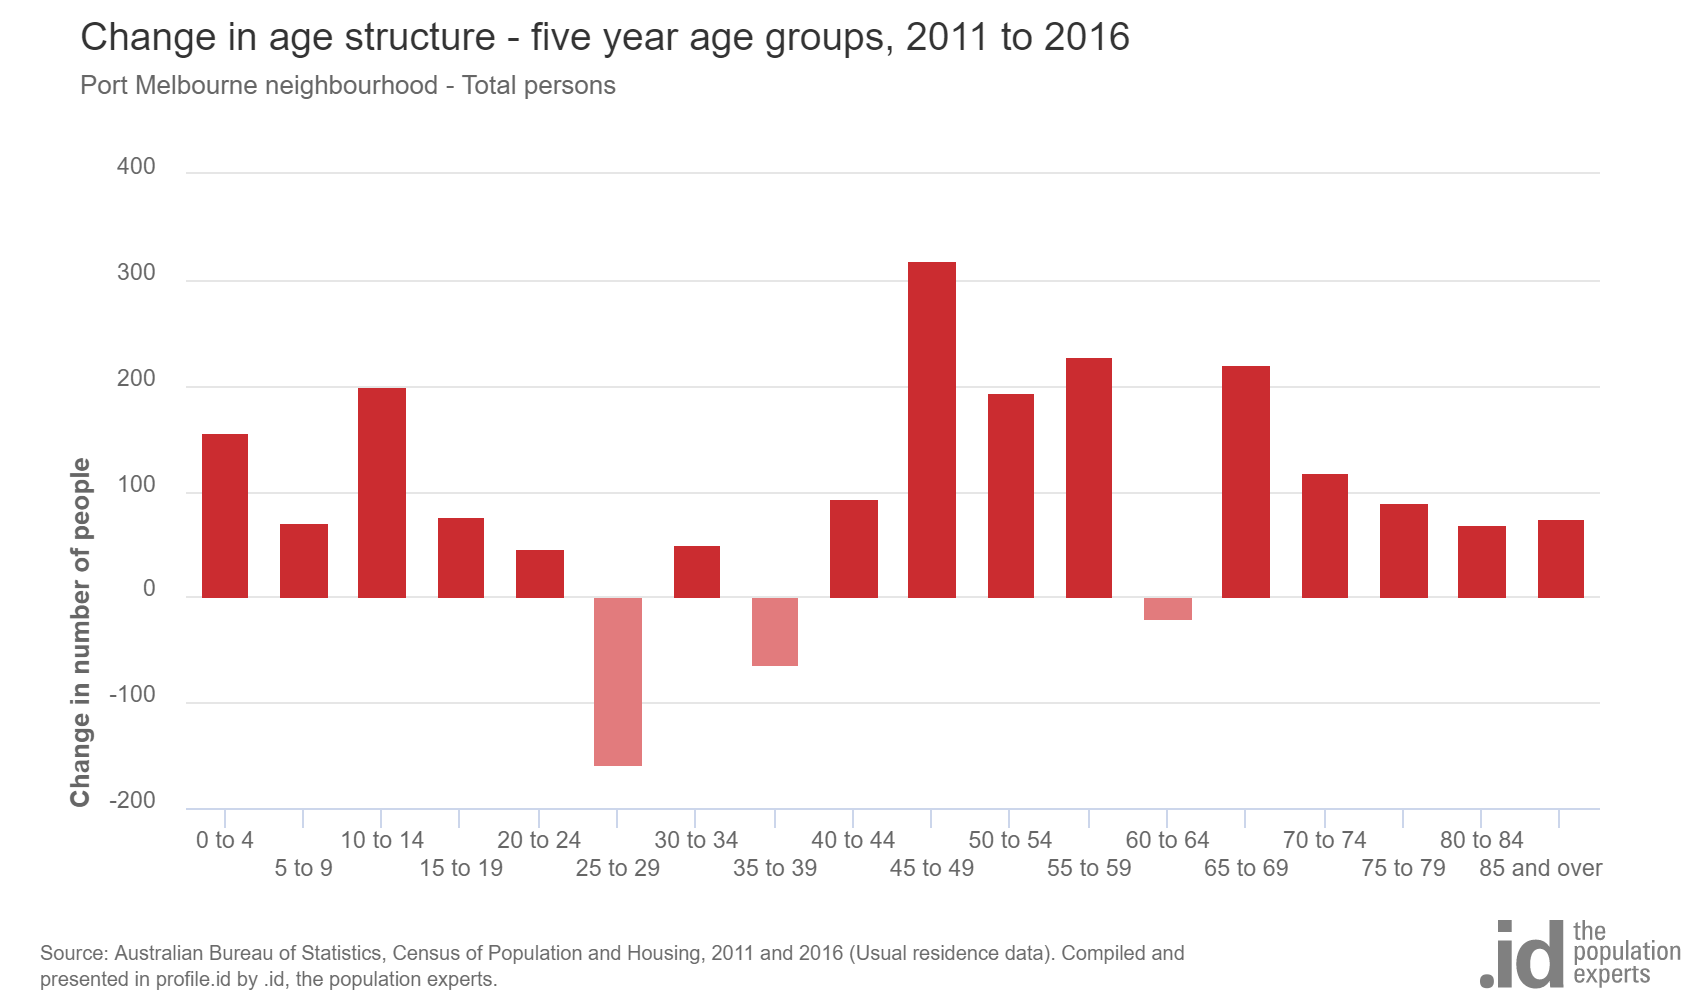 Change in age structure - five year age groups, 2011 to 2016
Port Melbourne neighbourhood - Total persons
400
300
200
100
0
-100
-200
Change in number of people
0 to 4
5 to 9
10 to 14
15 to 19
20 to 24
25 to 29
30 to 34
35 to 39
40 to 44
45 to 49
50 to 54
55 to 59
60 to 64
65 to 69
70 to 74
75 to 79
80 to 84
85 and over
Source: Australian Bureau of Statistics, Census of Population and Housing, 2011 and 2016 (Usual residence data). Compiled and
presented in profile.id by .id, the population experts.
.id
the
population
experts